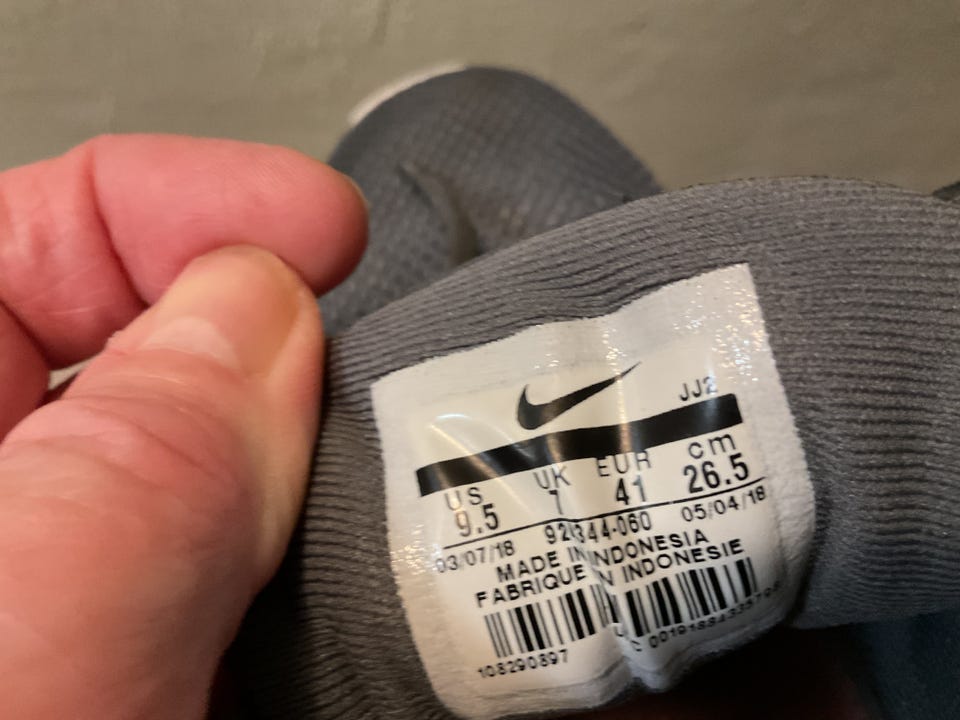 JJ2
US UK EUR cm
9.5 7 41 26.5
03/07/18 05/04/18
MADE IN INDONESIA
FABRIQUE IN INDONESIE
108290897